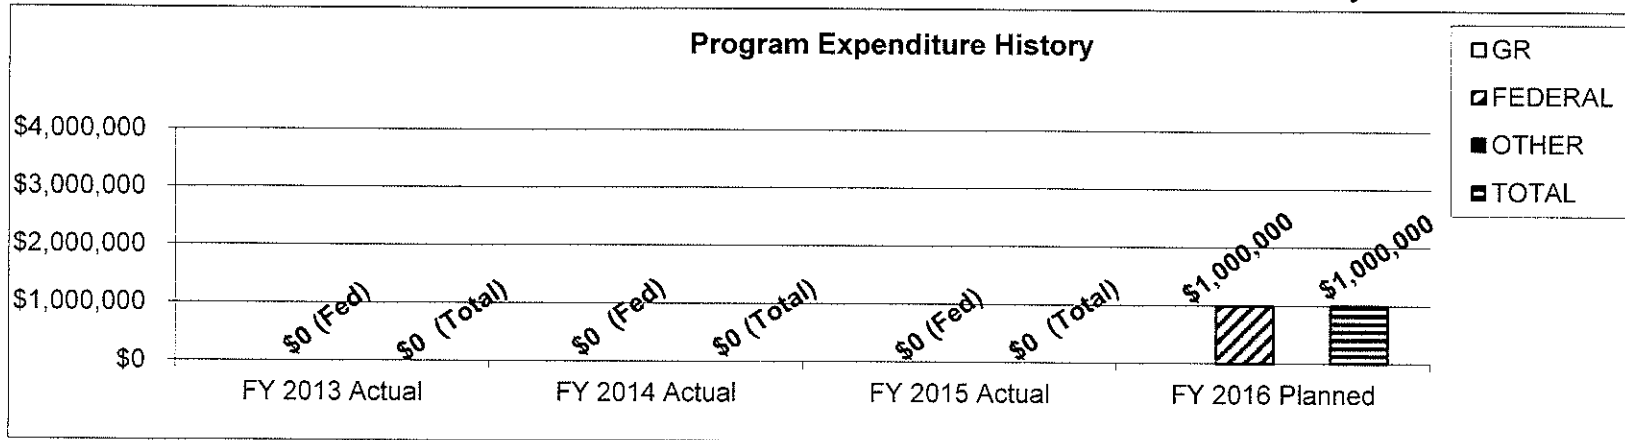 Program Expenditure History
GR
FEDERAL
OTHER
TOTAL
$4,000,000
$3,000,000
$2,000,000
$1,000,000
$0
$0 (Fed)
$0 (Total)
$0 (Fed)
$0 (Total)
$0 (Fed)
$0 (Total)
$1,000,000
$1,000,000
FY 2013 Actual
FY 2014 Actual
FY 2015 Actual
FY 2016 Planned